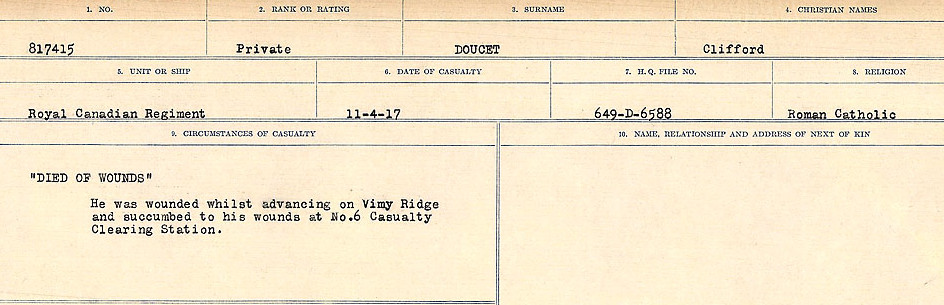 1. NO. 2. RANK OR RATING 3. SURNAME 4. CHRISTIAN NAMES
817415 Private DOUCET Clifford
5. UNIT OR SHIP 6. DATE OF CASUALTY 7. H.Q. FILE NO. 8. RELIGION
Royal Canadian Regiment 11-4-17 649-D-6588 Roman Catholic
9. CIRCUMSTANCES OF CASUALTY 10. NAME, RELATIONSHIP AND ADDRESS OF NEXT OF KIN
"DIED OF WOUNDS"
He was wounded whilst advancing on Vimy Ridge
and succumbed to his wounds at No.6 Casualty
Clearing Station.